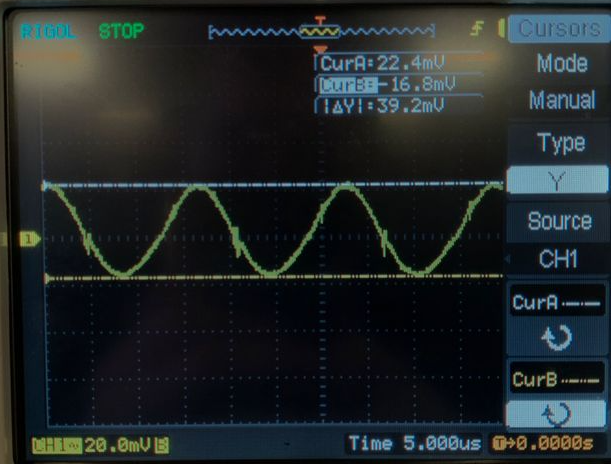 RIGOL STOP
T
Cursors
CurA:22.4mV
CurB:-16.8mV
|ΔY|:39.2mV
Mode
Manual
Type
Y
Source
CH1
CurA
CurB
1
CH1 20.0mV B
Time 5.000us T→0.0000s